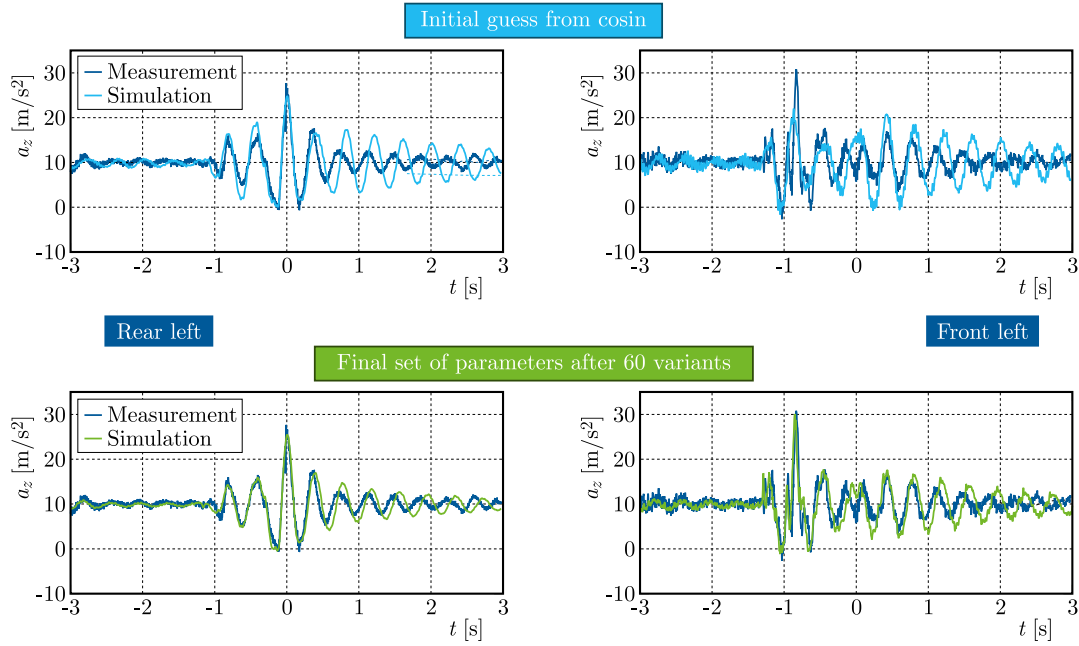 Initial guess from cosin
30
20
10
0
-10
a_z [m/s²]
Measurement
Simulation
-3 -2 -1 0 1 2 3
t [s]
30
20
10
0
-10
a_z [m/s²]
-3 -2 -1 0 1 2 3
t [s]
Rear left
Front left
Final set of parameters after 60 variants
30
20
10
0
-10
a_z [m/s²]
Measurement
Simulation
-3 -2 -1 0 1 2 3
t [s]
30
20
10
0
-10
a_z [m/s²]
-3 -2 -1 0 1 2 3
t [s]